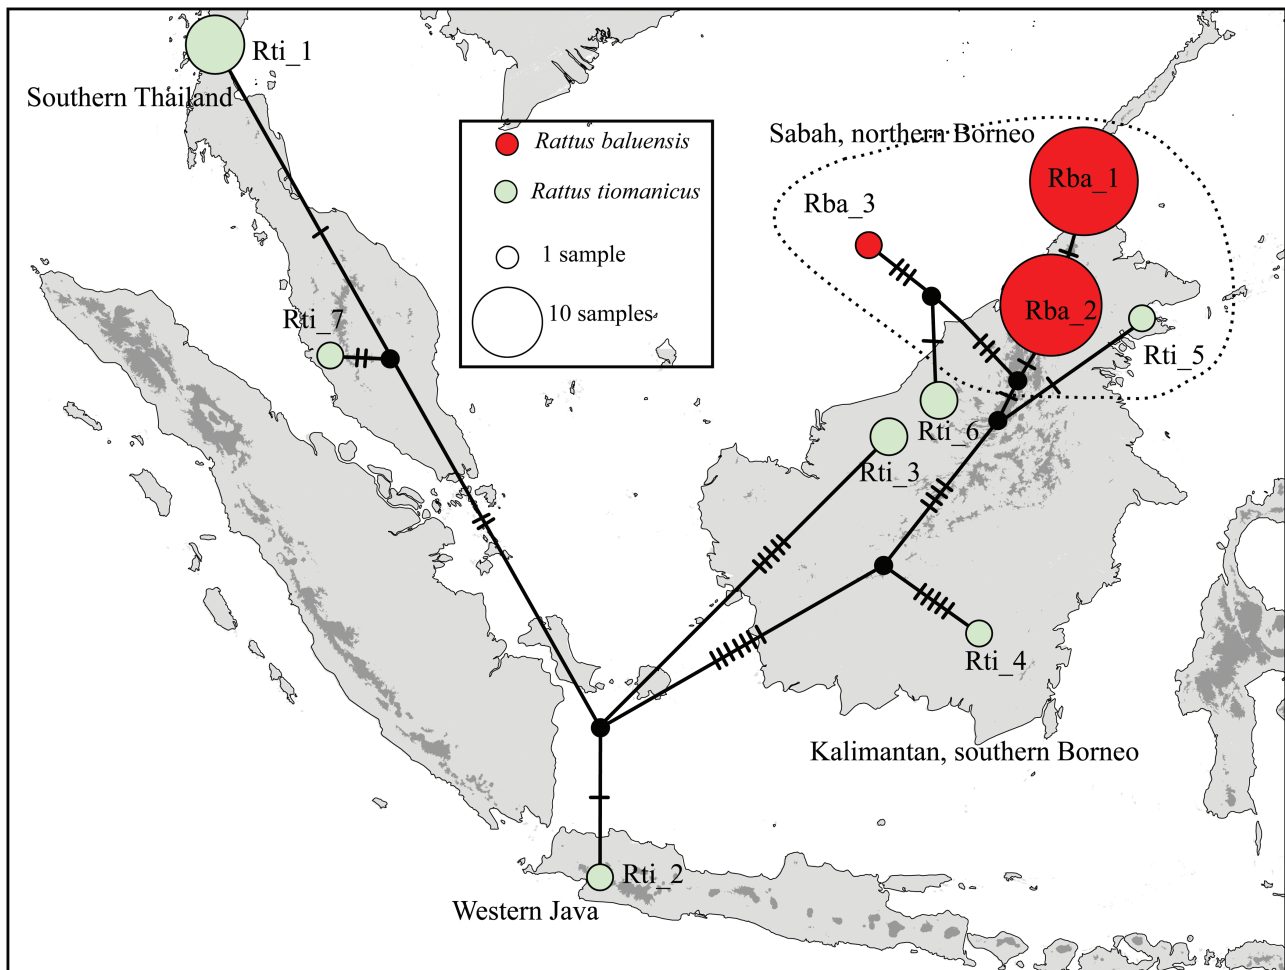 Rti_1
Southern Thailand
Rattus baluensis
Rattus tiomanicus
1 sample
10 samples
Sabah, northern Borneo
Rba_1
Rba_3
Rba_2
Rti_7
Rti_5
Rti_6
Rti_3
Rti_4
Kalimantan, southern Borneo
Rti_2
Western Java